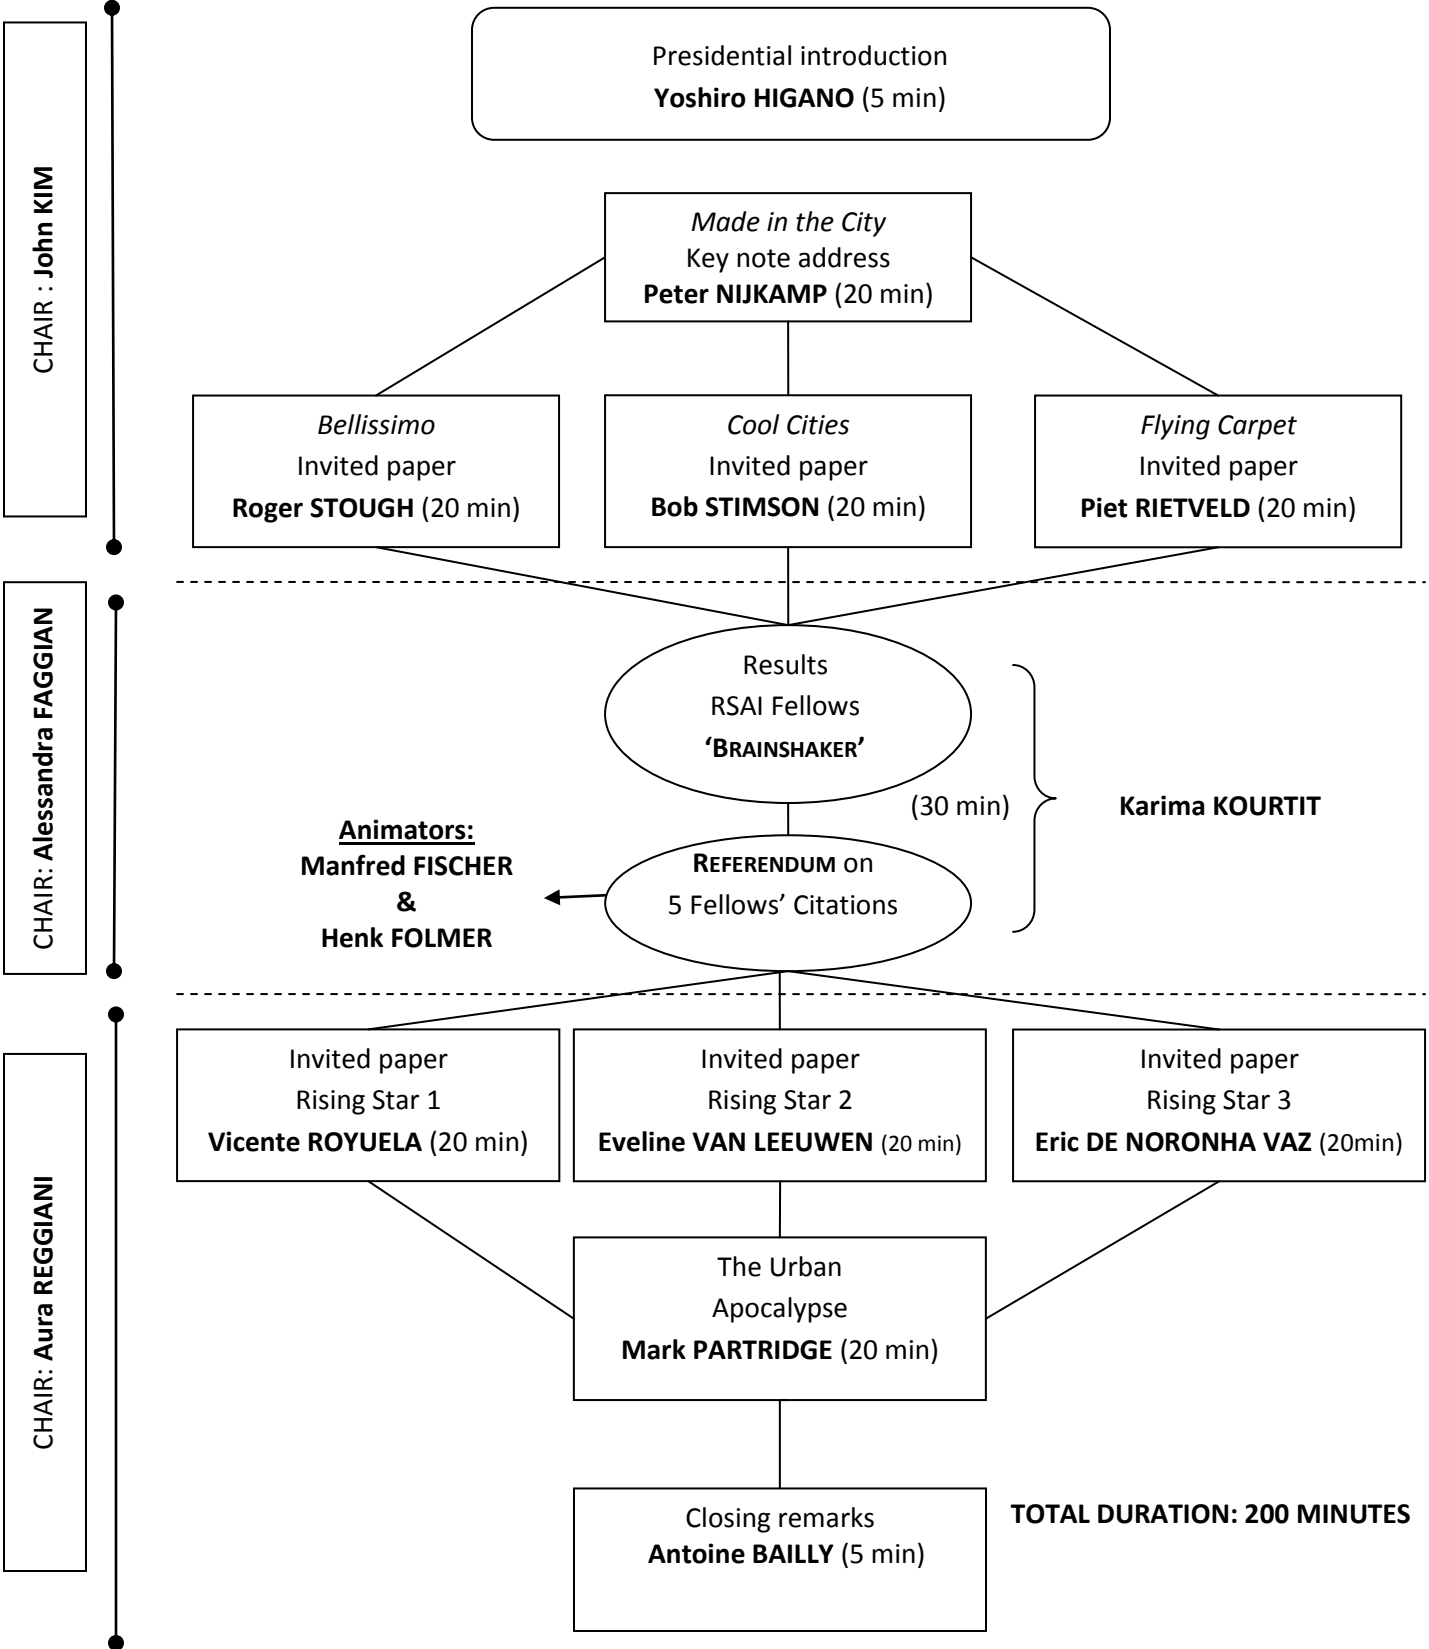 CHAIR : John KIM
Presidential introduction
Yoshiro HIGANO (5 min)
Made in the City
Key note address
Peter NIJKAMP (20 min)
Bellissimo
Invited paper
Roger STOUGH (20 min)
Cool Cities
Invited paper
Bob STIMSON (20 min)
Flying Carpet
Invited paper
Piet RIETVELD (20 min)
CHAIR: Alessandra FAGGIAN
Results
RSAI Fellows
‘BRAINSHAKER’
(30 min)
Karima KOURTIT
Animators:
Manfred FISCHER
&
Henk FOLMER
REFERENDUM on
5 Fellows’ Citations
CHAIR: Aura REGGIANI
Invited paper
Rising Star 1
Vicente ROYUELA (20 min)
Invited paper
Rising Star 2
Eveline VAN LEEUWEN (20 min)
Invited paper
Rising Star 3
Eric DE NORONHA VAZ (20min)
The Urban
Apocalypse
Mark PARTRIDGE (20 min)
Closing remarks
Antoine BAILLY (5 min)
TOTAL DURATION: 200 MINUTES